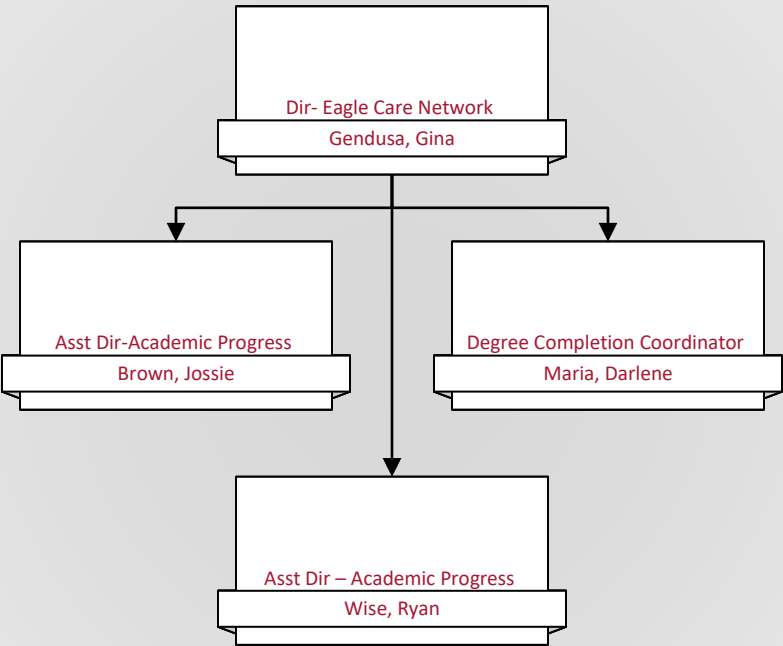 Dir- Eagle Care Network
Gendusa, Gina
Asst Dir-Academic Progress
Brown, Jossie
Degree Completion Coordinator
Maria, Darlene
Asst Dir – Academic Progress
Wise, Ryan